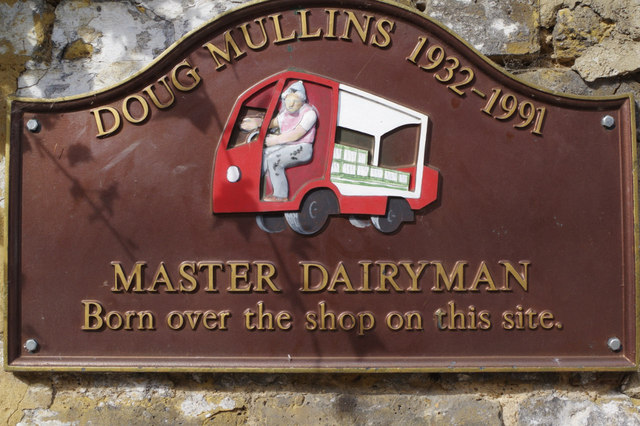 Doug Mullins 1932-1991
Master Dairyman
Born over the shop on this site.